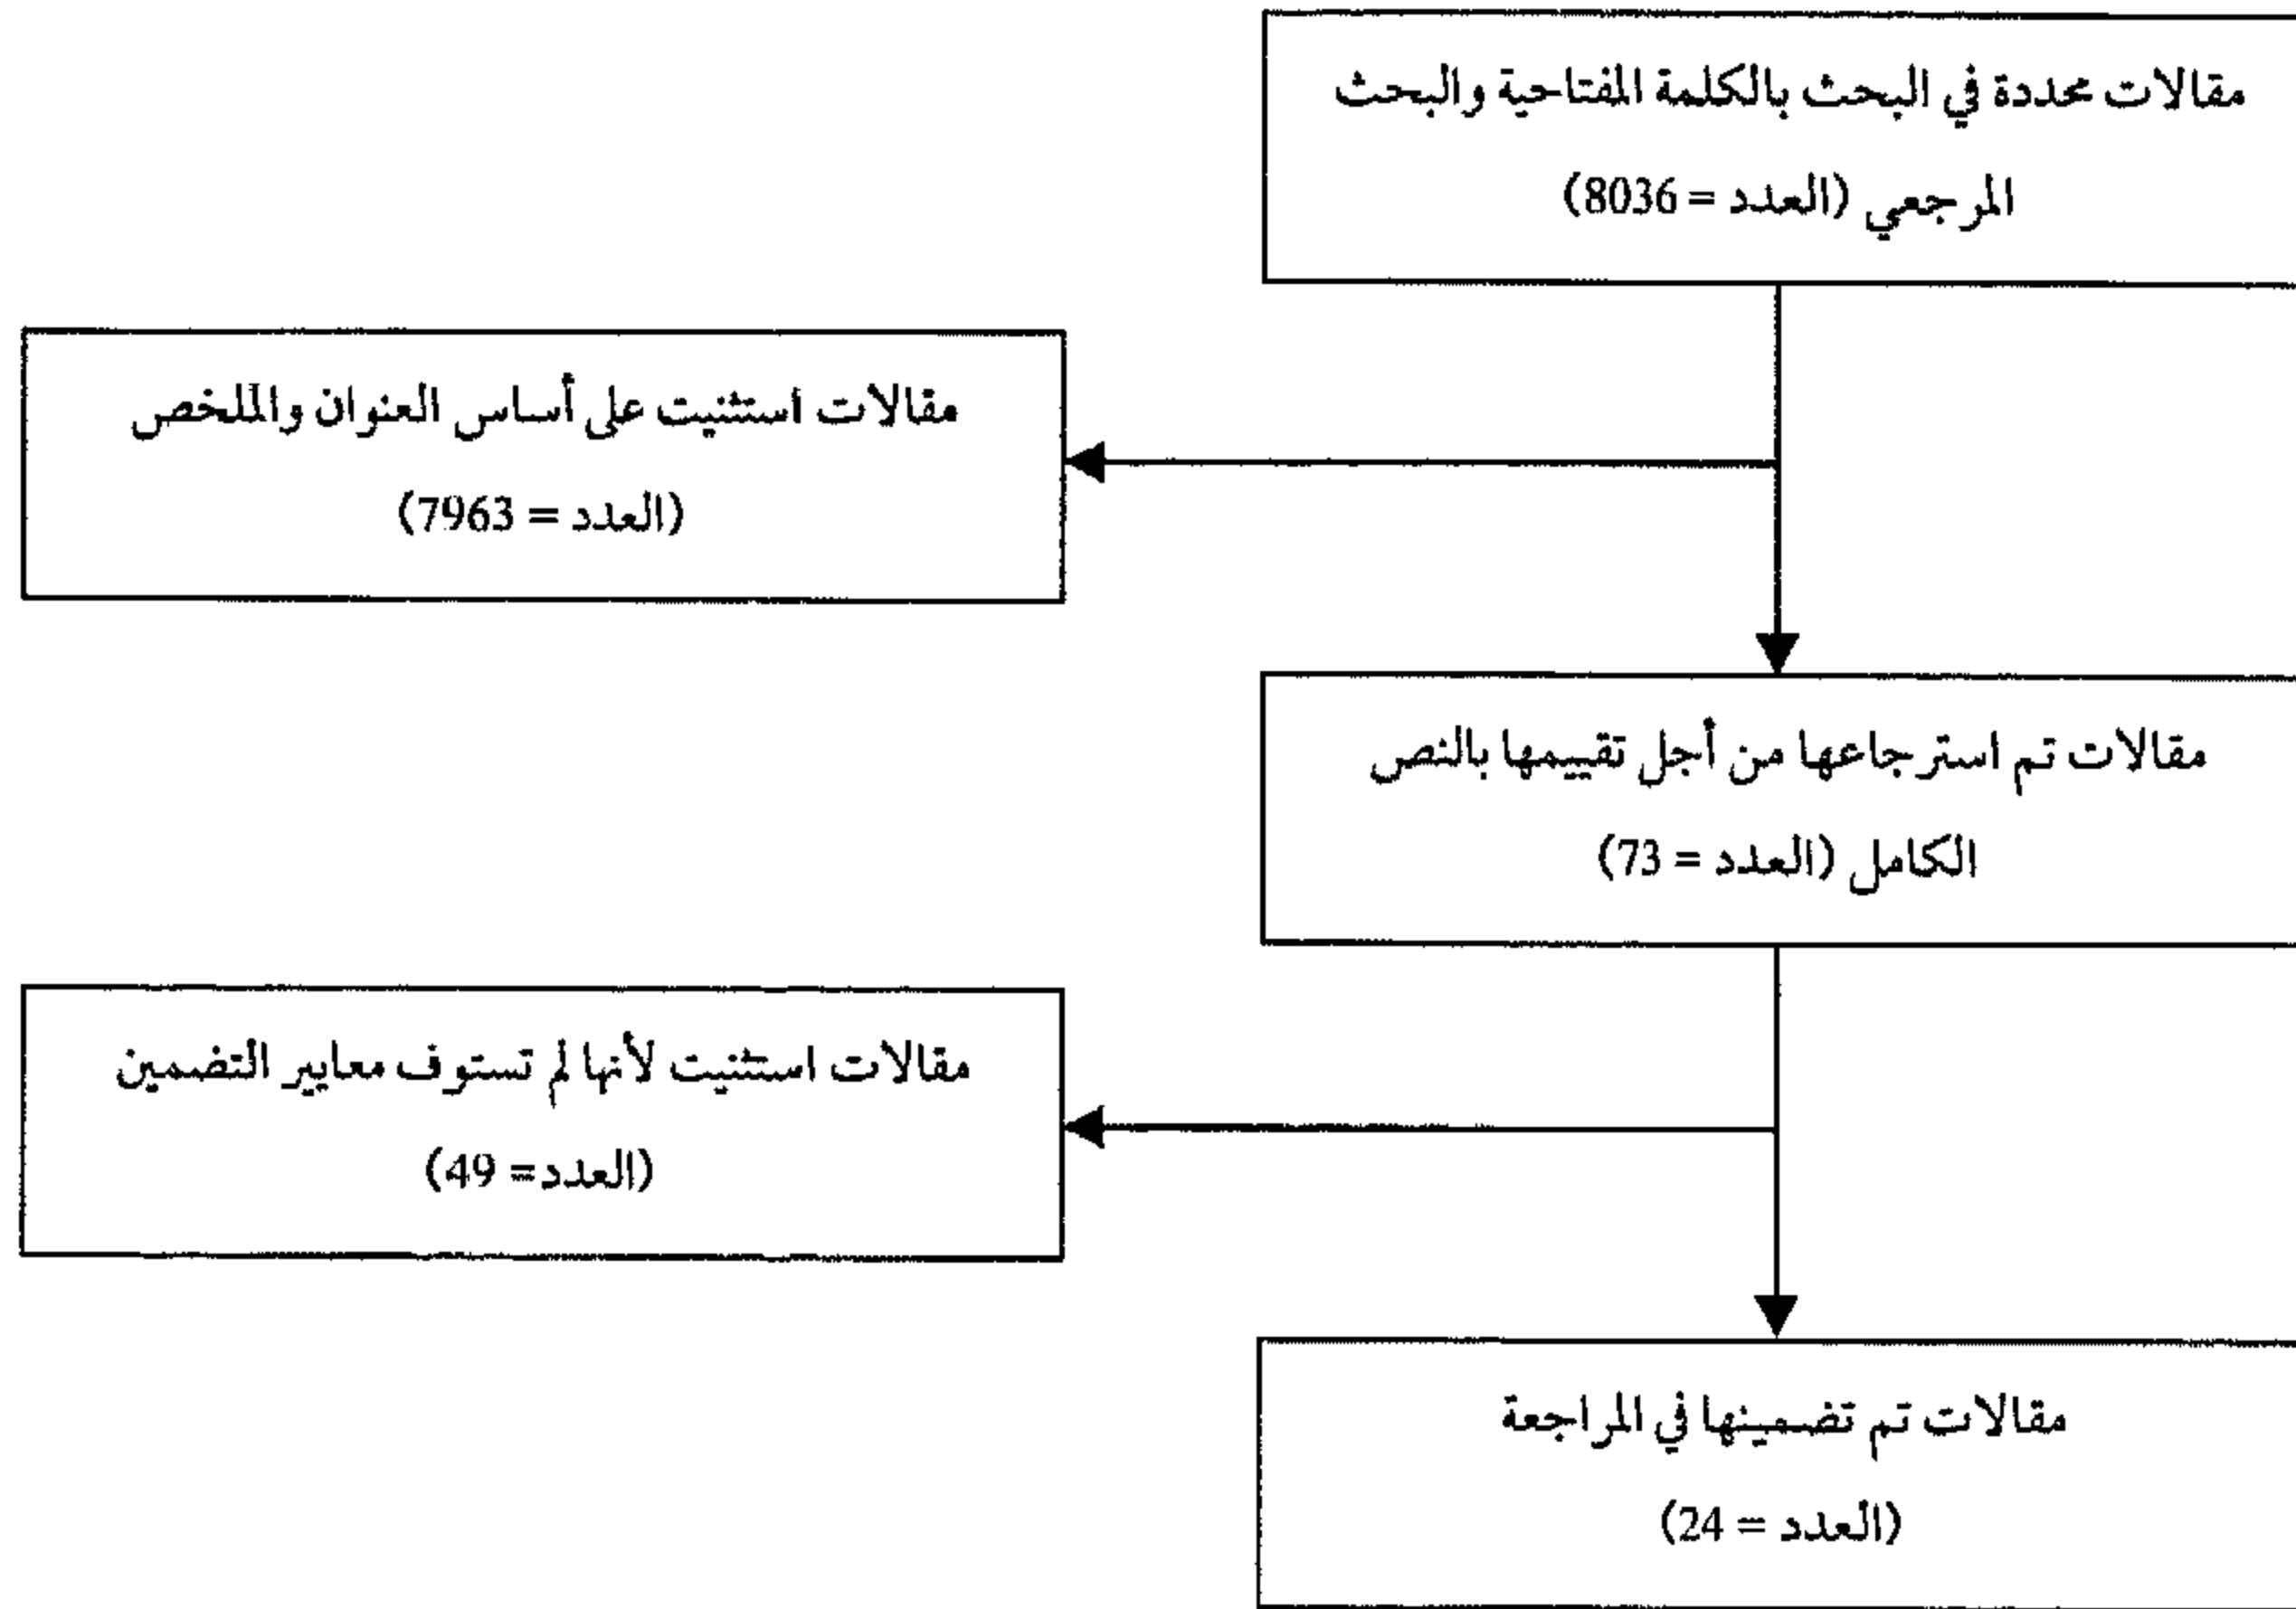 مقالات محددة في البحث بالكلمة المفتاحية والبحث
المرجعي (العدد = 8036)
مقالات استثنيت على أساس العنوان والملخص
(العدد = 7963)
مقالات تم استرجاعها من أجل تقييمها بالنص
الكامل (العدد = 73)
مقالات استثنيت لأنها لم تستوف معايير التضمين
(العدد= 49)
مقالات تم تضمينها في المراجعة
(العدد = 24)